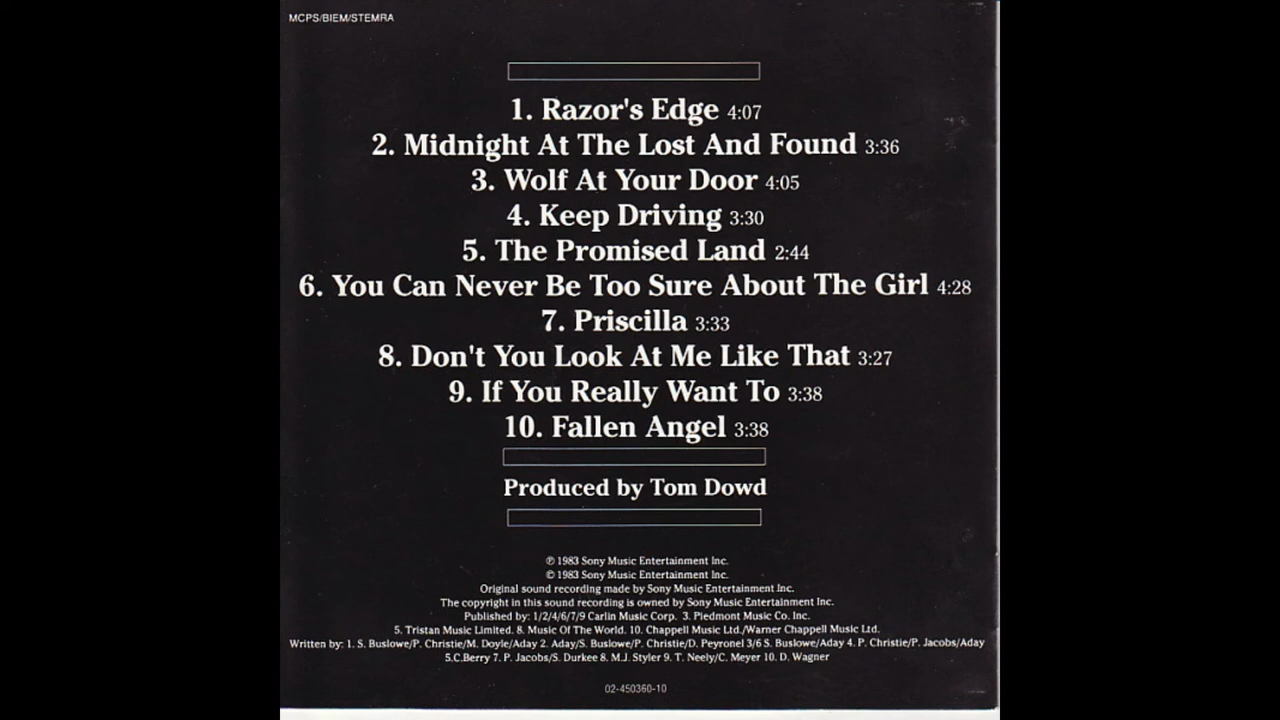 MCPS/BIEM/STEMRA
1. Razor's Edge 4:07
2. Midnight At The Lost And Found 3:36
3. Wolf At Your Door 4:05
4. Keep Driving 3:30
5. The Promised Land 2:44
6. You Can Never Be Too Sure About The Girl 4:28
7. Priscilla 3:33
8. Don't You Look At Me Like That 3:27
9. If You Really Want To 3:38
10. Fallen Angel 3:38
Produced by Tom Dowd
℗ 1983 Sony Music Entertainment Inc.
© 1983 Sony Music Entertainment Inc.
Original sound recording made by Sony Music Entertainment Inc.
The copyright in this sound recording is owned by Sony Music Entertainment Inc.
Published by: 1/2/4/6/7/9 Carlin Music Corp. 3. Piedmont Music Co. Inc.
5. Tristan Music Limited. 8. Music Of The World. 10. Chappell Music Ltd./Warner Chappell Music Ltd.
Written by: 1. S. Buslowe/P. Christie/M. Doyle/Aday 2. Aday/S. Buslowe/P. Christie/D. Peyronel 3/6 S. Buslowe/Aday 4. P. Christie/P. Jacobs/Aday
5.C.Berry 7. P. Jacobs/S. Durkee 8. M.J. Styler 9. T. Neely/C. Meyer 10. D. Wagner
02-450360-10